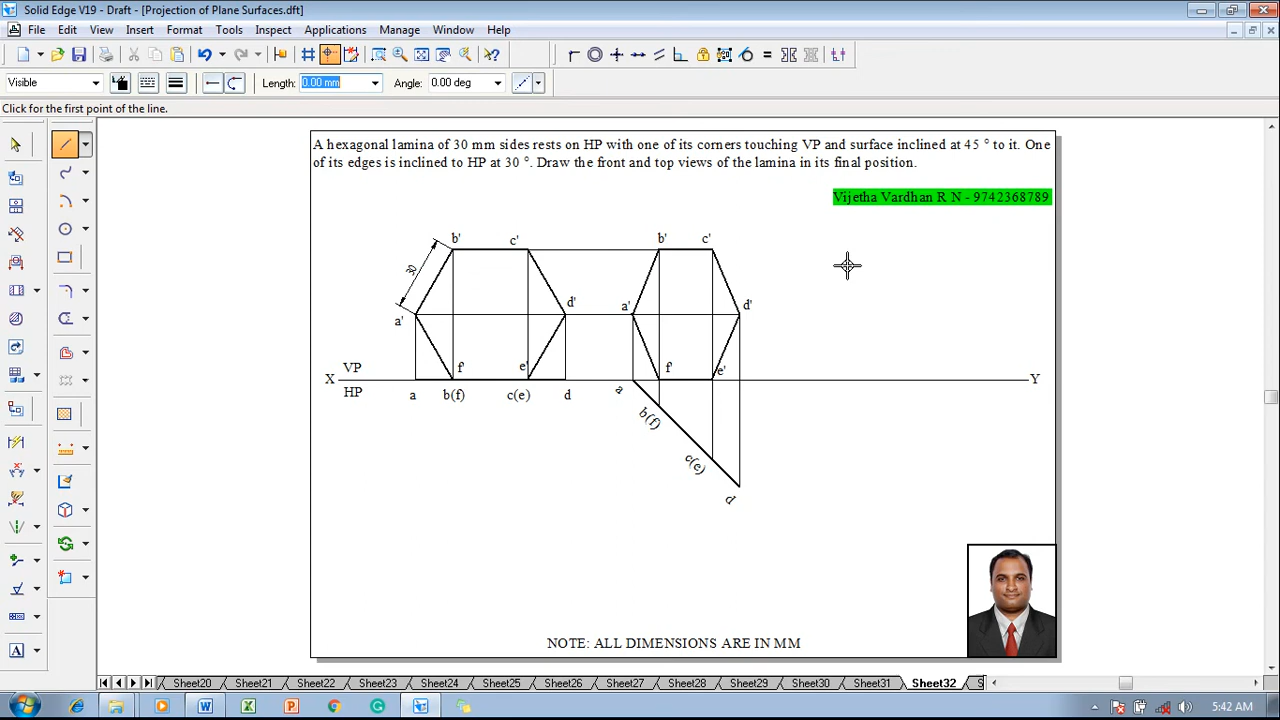 Solid Edge V19 - Draft - [Projection of Plane Surfaces.dft]
File Edit View Insert Format Tools Inspect Applications Manage Window Help
Visible Length: 0.00 mm Angle: 0.00 deg
Click for the first point of the line.
A hexagonal lamina of 30 mm sides rests on HP with one of its corners touching VP and surface inclined at 45 ° to it. One
of its edges is inclined to HP at 30 °. Draw the front and top views of the lamina in its final position.
Vijetha Vardhan R N - 9742368789
b' c' b' c'
30
a' d' a' d'
VP f' e' f' e'
X Y
HP a b(f) c(e) d a
b(f)
c(e)
d
NOTE: ALL DIMENSIONS ARE IN MM
A
Sheet20 Sheet21 Sheet22 Sheet23 Sheet24 Sheet25 Sheet26 Sheet27 Sheet28 Sheet29 Sheet30 Sheet31 Sheet32 S
5:42 AM